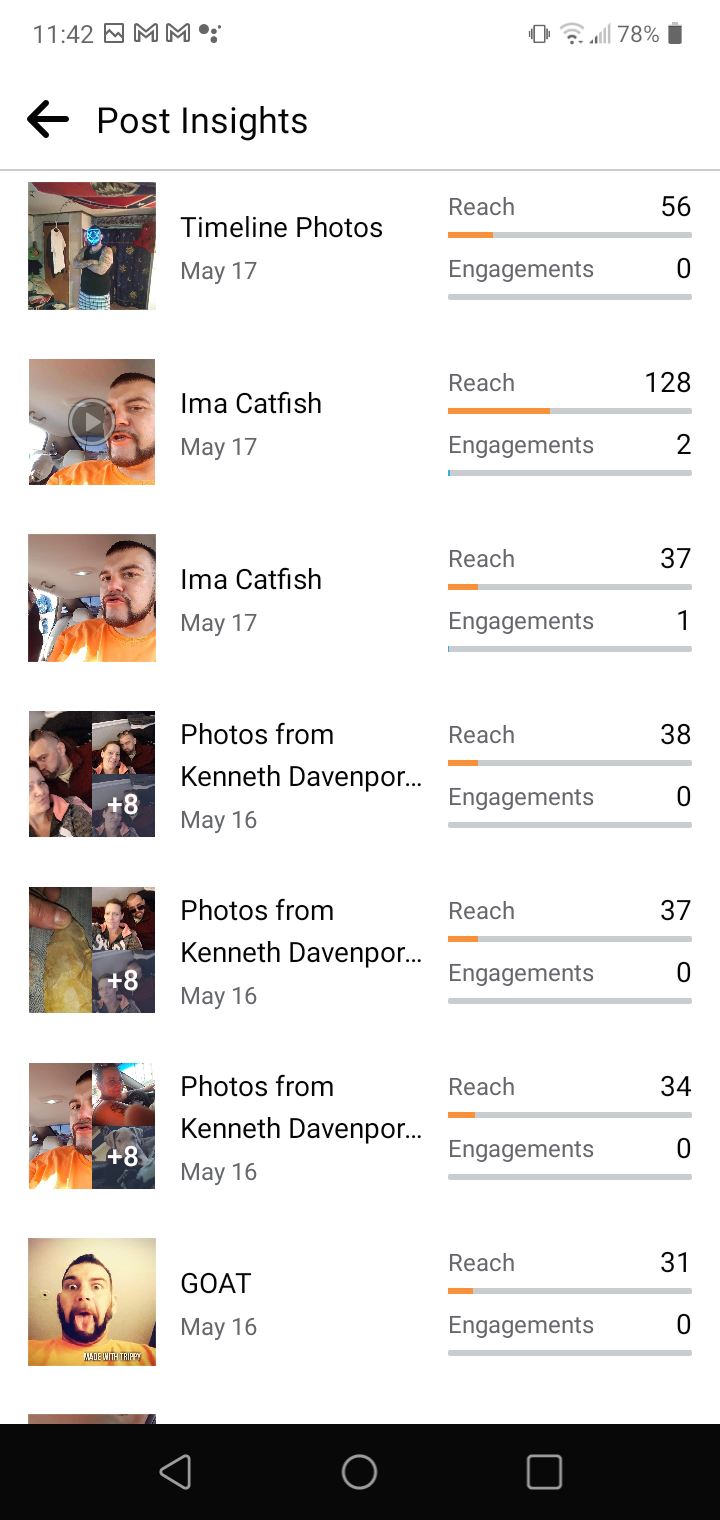 11:42
78%
Post Insights
Timeline Photos
May 17
Reach 56
Engagements 0
Ima Catfish
May 17
Reach 128
Engagements 2
Ima Catfish
May 17
Reach 37
Engagements 1
Photos from
Kenneth Davenpor...
May 16
+8
Reach 38
Engagements 0
Photos from
Kenneth Davenpor...
May 16
+8
Reach 37
Engagements 0
Photos from
Kenneth Davenpor...
May 16
+8
Reach 34
Engagements 0
GOAT
May 16
MADE WITH TRIPPY
Reach 31
Engagements 0